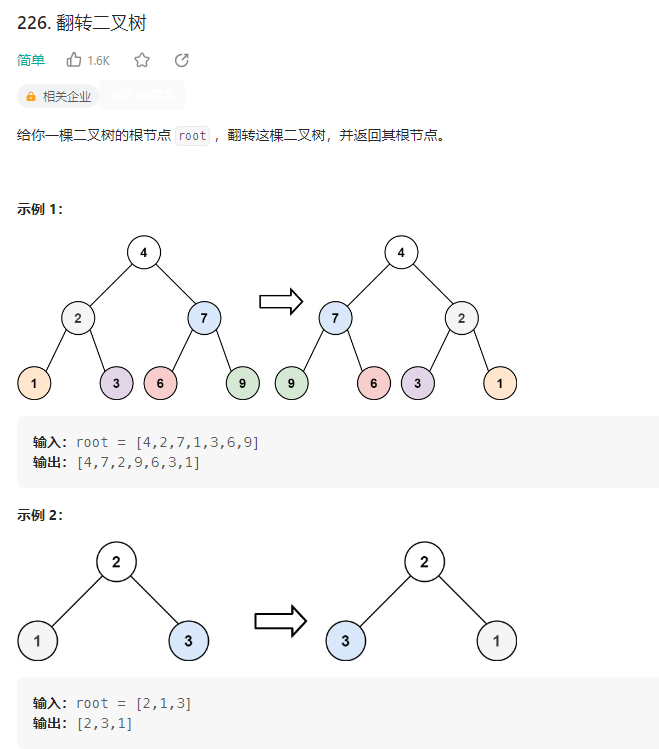 226. 翻转二叉树
简单 1.6K
相关企业
给你一棵二叉树的根节点 root ，翻转这棵二叉树，并返回其根节点。
示例 1：
4 4
2 7 7 2
1 3 6 9 9 6 3 1
输入：root = [4,2,7,1,3,6,9]
输出：[4,7,2,9,6,3,1]
示例 2：
2 2
1 3 3 1
输入：root = [2,1,3]
输出：[2,3,1]